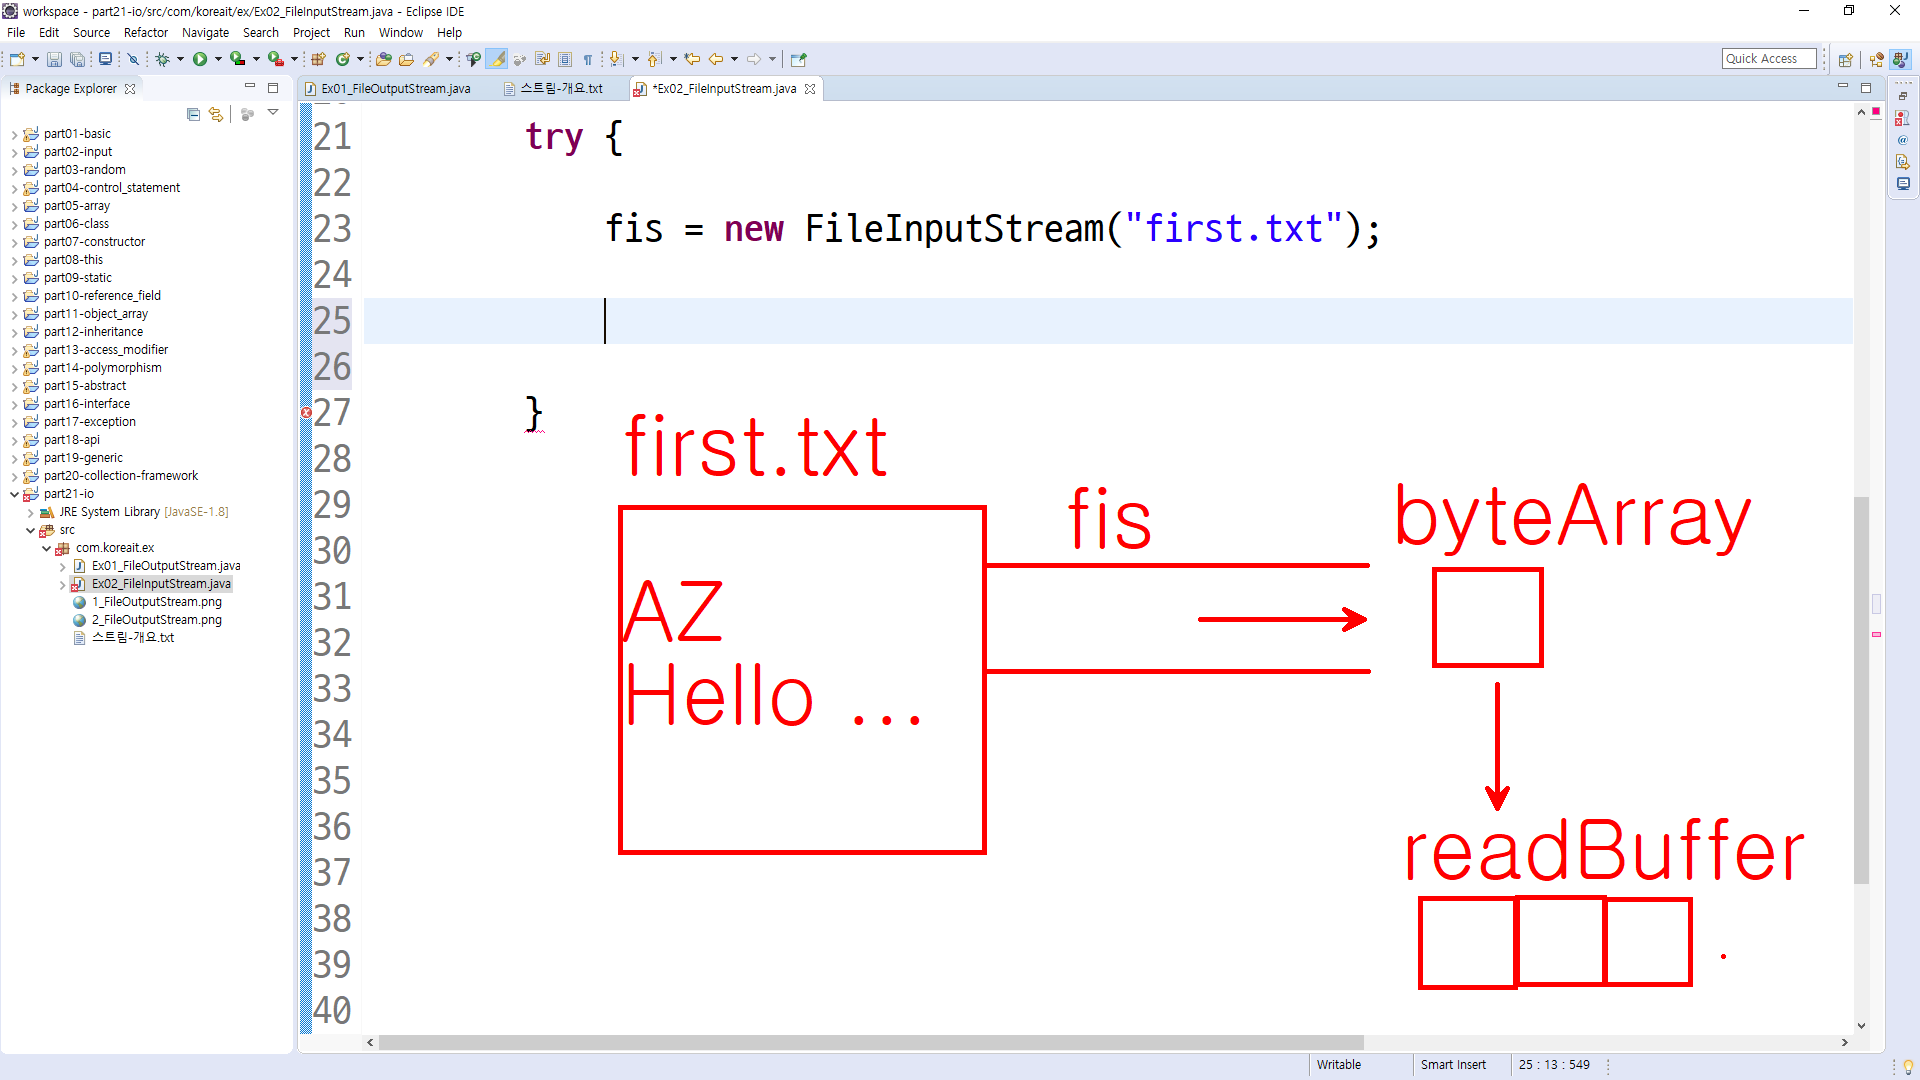 workspace - part21-io/src/com/koreait/ex/Ex02_FileInputStream.java - Eclipse IDE
File Edit Source Refactor Navigate Search Project Run Window Help
Quick Access
Package Explorer
part01-basic
part02-input
part03-random
part04-control_statement
part05-array
part06-class
part07-constructor
part08-this
part09-static
part10-reference_field
part11-object_array
part12-inheritance
part13-access_modifier
part14-polymorphism
part15-abstract
part16-interface
part17-exception
part18-api
part19-generic
part20-collection-framework
part21-io
JRE System Library [JavaSE-1.8]
src
com.koreait.ex
Ex01_FileOutputStream.java
Ex02_FileInputStream.java
1_FileOutputStream.png
2_FileOutputStream.png
스트림-개요.txt
Ex01_FileOutputStream.java 스트림-개요.txt *Ex02_FileInputStream.java
21 try {
22
23 fis = new FileInputStream("first.txt");
24
25
26
27 }
28
29
30
31
32
33
34
35
36
37
38
39
40
first.txt
AZ
Hello ...
fis
byteArray
readBuffer
.
Writable Smart Insert 25 : 13 : 549